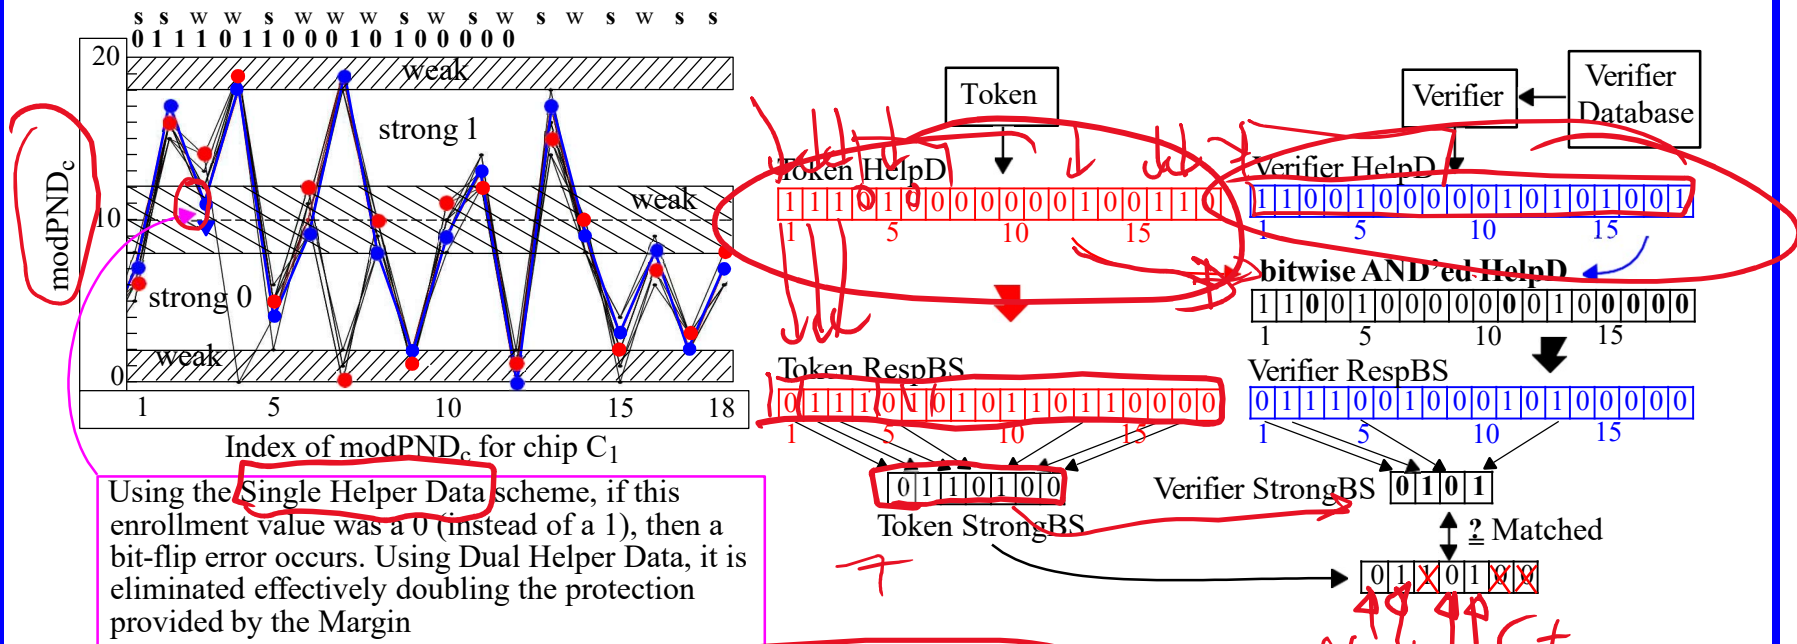 s s w w s w w w s w s w s w s w s s
0 1 1 1 0 1 1 0 0 0 1 0 1 0 0 0 0 0
20
weak
strong 1
weak
10
modPND_c
strong 0
weak
0
1 5 10 15 18
Index of modPND_c for chip C_1
Using the Single Helper Data scheme, if this
enrollment value was a 0 (instead of a 1), then a
bit-flip error occurs. Using Dual Helper Data, it is
eliminated effectively doubling the protection
provided by the Margin
Token
Token HelpD
1 1 1 0 1 0 0 0 0 0 0 0 1 0 0 1 1 0
1 5 10 15
Token RespBS
0 1 1 1 0 1 0 1 0 1 1 0 1 1 0 0 0 0
1 5 10 15
0 1 1 0 1 0 0
Token StrongBS
7
Verifier
Verifier
Database
Verifier HelpD
1 1 0 0 1 0 0 0 0 0 1 0 1 0 1 0 0 1
1 5 10 15
bitwise AND'ed HelpD
1 1 0 0 1 0 0 0 0 0 0 0 1 0 0 0 0 0
1 5 10 15
Verifier RespBS
0 1 1 1 0 0 1 0 0 0 1 0 1 0 0 0 0 0
1 5 10 15
Verifier StrongBS 0 1 0 1
? Matched
0 1 1 0 1 0 0